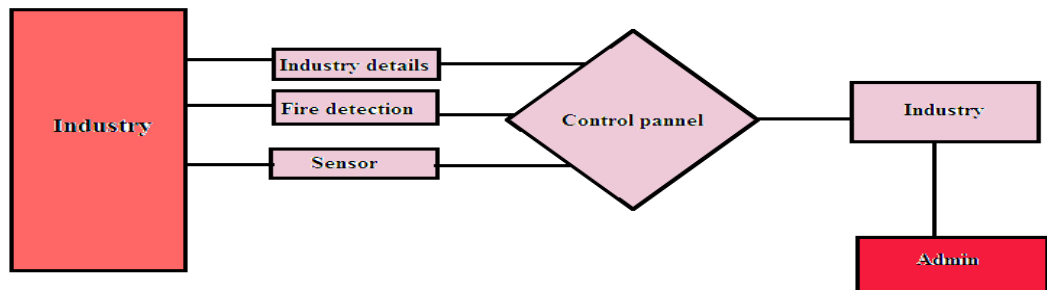 Industry
Industry details
Fire detection
Sensor
Control pannel
Industry
Admin